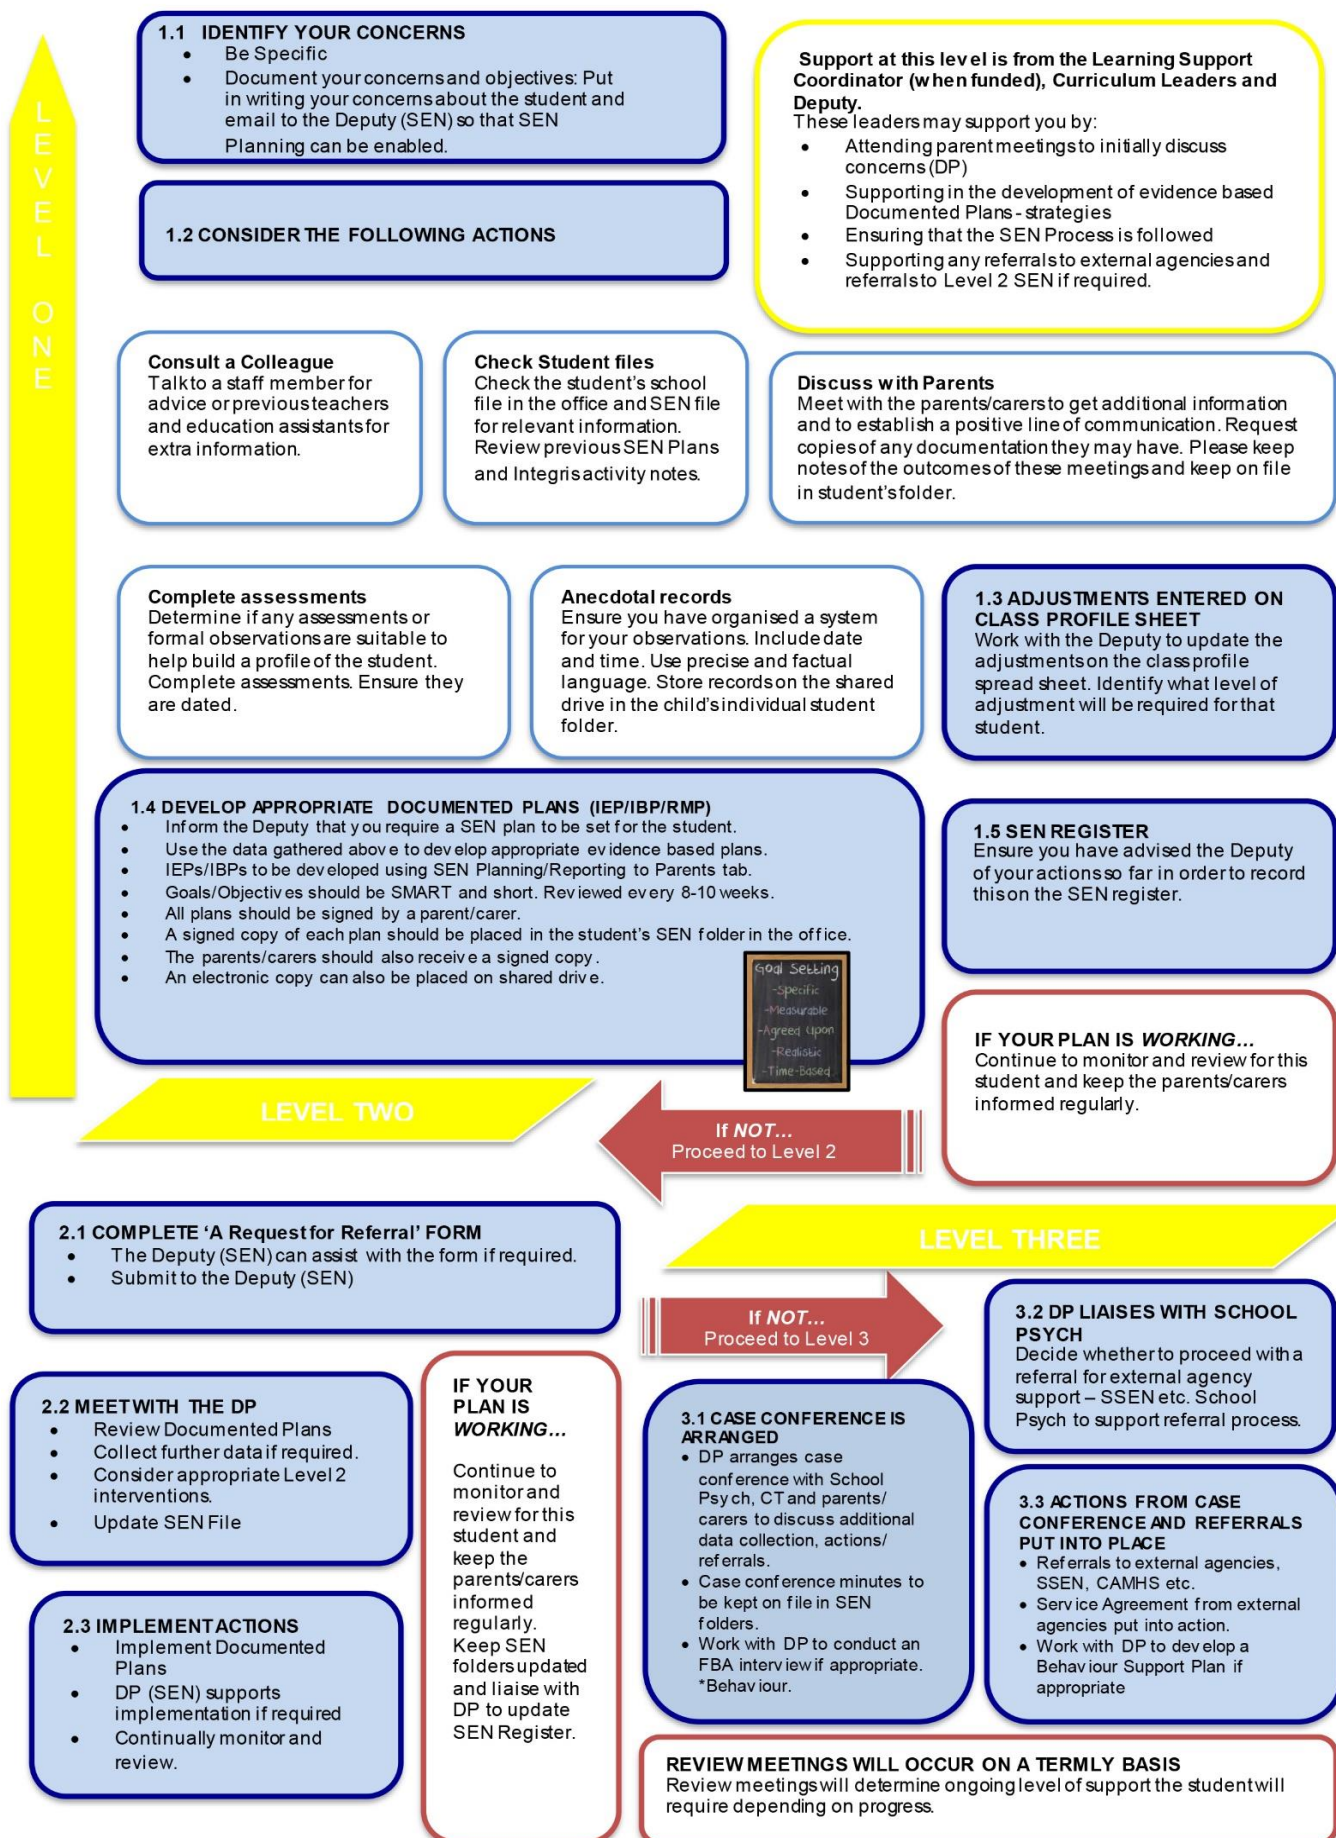 LEVEL ONE
1.1 IDENTIFY YOUR CONCERNS
• Be Specific
• Document your concerns and objectives: Put
in writing your concerns about the student and
email to the Deputy (SEN) so that SEN
Planning can be enabled.
Support at this level is from the Learning Support
Coordinator (when funded), Curriculum Leaders and
Deputy.
These leaders may support you by:
• Attending parent meetings to initially discuss
concerns (DP)
• Supporting in the development of evidence based
Documented Plans - strategies
• Ensuring that the SEN Process is followed
• Supporting any referrals to external agencies and
referrals to Level 2 SEN if required.
1.2 CONSIDER THE FOLLOWING ACTIONS
Consult a Colleague
Talk to a staff member for
advice or previous teachers
and education assistants for
extra information.
Check Student files
Check the student's school
file in the office and SEN file
for relevant information.
Review previous SEN Plans
and Integris activity notes.
Discuss with Parents
Meet with the parents/carers to get additional information
and to establish a positive line of communication. Request
copies of any documentation they may have. Please keep
notes of the outcomes of these meetings and keep on file
in student's folder.
Complete assessments
Determine if any assessments or
formal observations are suitable to
help build a profile of the student.
Complete assessments. Ensure they
are dated.
Anecdotal records
Ensure you have organised a system
for your observations. Include date
and time. Use precise and factual
language. Store records on the shared
drive in the child's individual student
folder.
1.3 ADJUSTMENTS ENTERED ON
CLASS PROFILE SHEET
Work with the Deputy to update the
adjustments on the class profile
spread sheet. Identify what level of
adjustment will be required for that
student.
1.4 DEVELOP APPROPRIATE DOCUMENTED PLANS (IEP/IBP/RMP)
• Inform the Deputy that you require a SEN plan to be set for the student.
• Use the data gathered above to develop appropriate evidence based plans.
• IEPs/IBPs to be developed using SEN Planning/Reporting to Parents tab.
• Goals/Objectives should be SMART and short. Reviewed every 8-10 weeks.
• All plans should be signed by a parent/carer.
• A signed copy of each plan should be placed in the student's SEN folder in the office.
• The parents/carers should also receive a signed copy.
• An electronic copy can also be placed on shared drive.
Goal Setting
-Specific
-Measurable
-Agreed Upon
-Realistic
-Time-Based
1.5 SEN REGISTER
Ensure you have advised the Deputy
of your actions so far in order to record
this on the SEN register.
IF YOUR PLAN IS WORKING...
Continue to monitor and review for this
student and keep the parents/carers
informed regularly.
LEVEL TWO
If NOT...
Proceed to Level 2
2.1 COMPLETE 'A Request for Referral' FORM
• The Deputy (SEN) can assist with the form if required.
• Submit to the Deputy (SEN)
2.2 MEET WITH THE DP
• Review Documented Plans
• Collect further data if required.
• Consider appropriate Level 2
interventions.
• Update SEN File
2.3 IMPLEMENT ACTIONS
• Implement Documented
Plans
• DP (SEN) supports
implementation if required
• Continually monitor and
review.
IF YOUR
PLAN IS
WORKING...
Continue to
monitor and
review for this
student and
keep the
parents/carers
informed
regularly.
Keep SEN
folders updated
and liaise with
DP to update
SEN Register.
LEVEL THREE
If NOT...
Proceed to Level 3
3.1 CASE CONFERENCE IS
ARRANGED
• DP arranges case
conference with School
Psych, CT and parents/
carers to discuss additional
data collection, actions/
referrals.
• Case conference minutes to
be kept on file in SEN
folders.
• Work with DP to conduct an
FBA interview if appropriate.
*Behaviour.
3.2 DP LIAISES WITH SCHOOL
PSYCH
Decide whether to proceed with a
referral for external agency
support – SSEN etc. School
Psych to support referral process.
3.3 ACTIONS FROM CASE
CONFERENCE AND REFERRALS
PUT INTO PLACE
• Referrals to external agencies,
SSEN, CAMHS etc.
• Service Agreement from external
agencies put into action.
• Work with DP to develop a
Behaviour Support Plan if
appropriate
REVIEW MEETINGS WILL OCCUR ON A TERMLY BASIS
Review meetings will determine ongoing level of support the student will
require depending on progress.